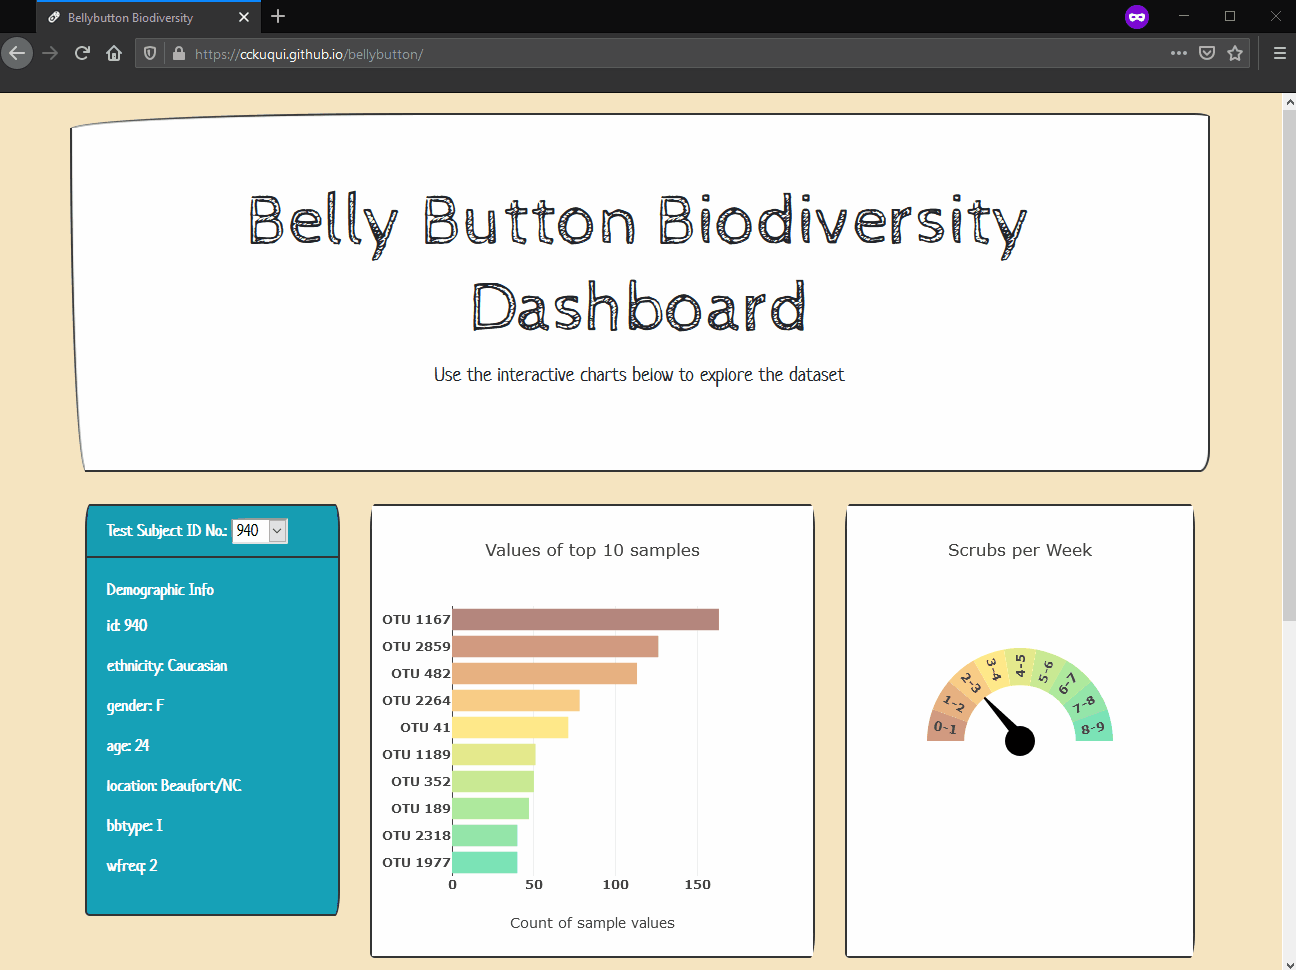 Bellybutton Biodiversity
https://cckuqui.github.io/bellybutton/
Belly Button Biodiversity
Dashboard
Use the interactive charts below to explore the dataset
Test Subject ID No.: 940
Demographic Info
id: 940
ethnicity: Caucasian
gender: F
age: 24
location: Beaufort/NC
bbtype: I
wfreq: 2
Values of top 10 samples
OTU 1167
OTU 2859
OTU 482
OTU 2264
OTU 41
OTU 1189
OTU 352
OTU 189
OTU 2318
OTU 1977
0 50 100 150
Count of sample values
Scrubs per Week
0-1
1-2
2-3
3-4
4-5
5-6
6-7
7-8
8-9